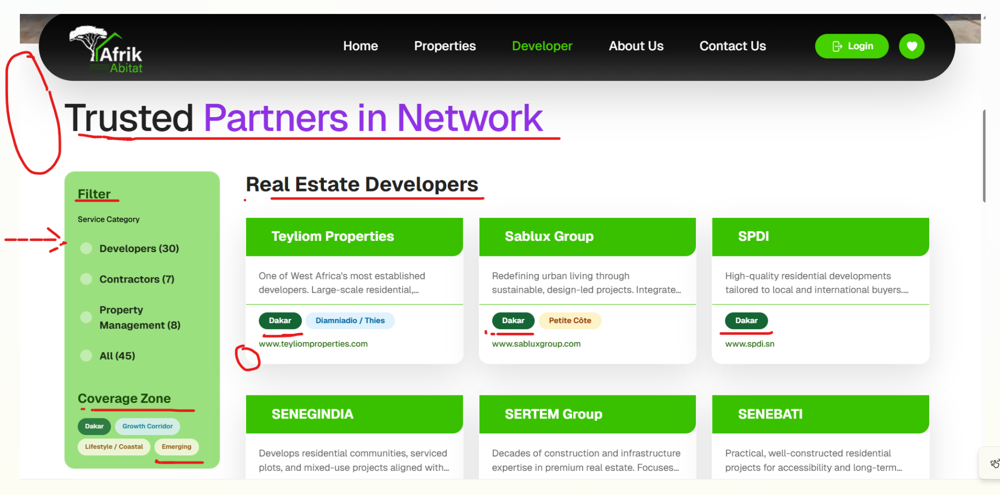 Afrik
Abitat
Home
Properties
Developer
About Us
Contact Us
Login
Trusted Partners in Network
Filter
Service Category
Developers (30)
Contractors (7)
Property
Management (8)
All (45)
Coverage Zone
Dakar
Growth Corridor
Lifestyle / Coastal
Emerging
Real Estate Developers
Teyliom Properties
One of West Africa's most established
developers. Large-scale residential,...
Dakar
Diamniadio / Thies
www.teyliomproperties.com
Sablux Group
Redefining urban living through
sustainable, design-led projects. Integrate...
Dakar
Petite Côte
www.sabluxgroup.com
SPDI
High-quality residential developments
tailored to local and international buyers....
Dakar
www.spdi.sn
SENEGINDIA
Develops residential communities, serviced
plots, and mixed-use projects aligned with...
SERTEM Group
Decades of construction and infrastructure
expertise in premium real estate. Focuses...
SENEBATI
Practical, well-constructed residential
projects for accessibility and long-term...